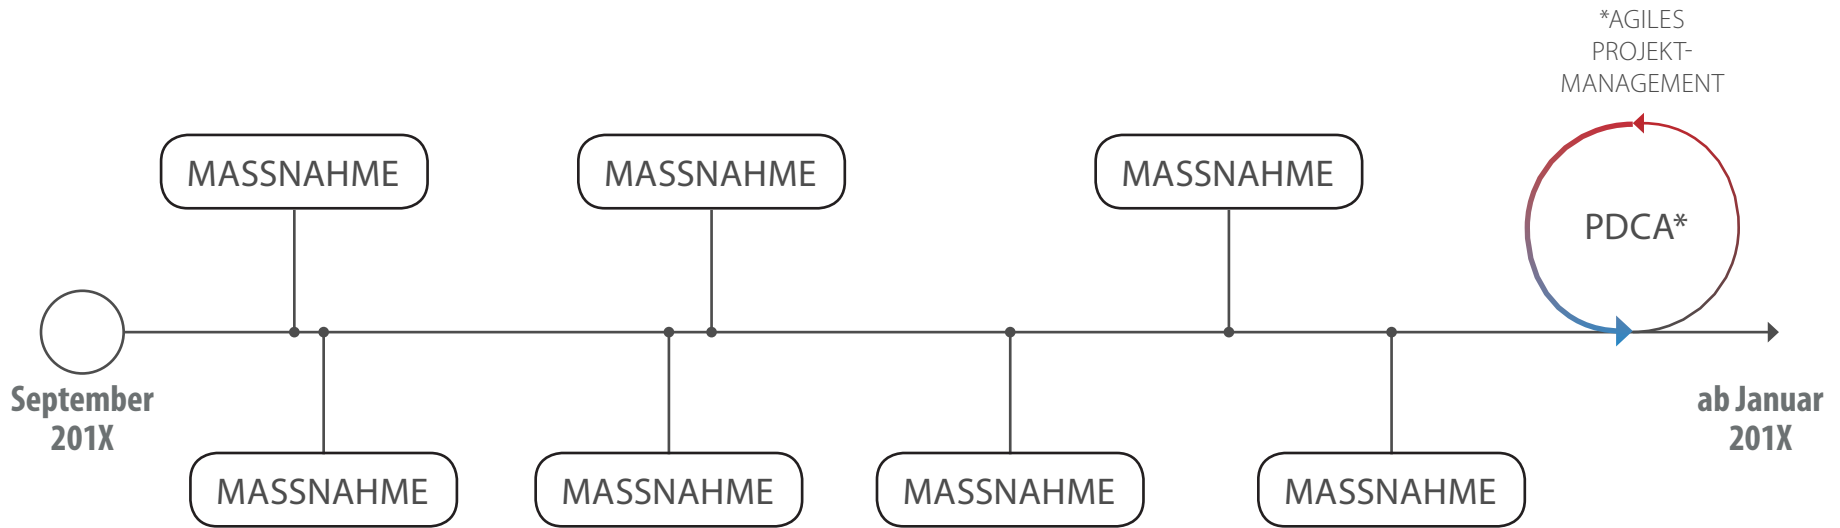 *AGILES
PROJEKT-
MANAGEMENT
MASSNAHME
MASSNAHME
MASSNAHME
PDCA*
September
201X
ab Januar
201X
MASSNAHME
MASSNAHME
MASSNAHME
MASSNAHME